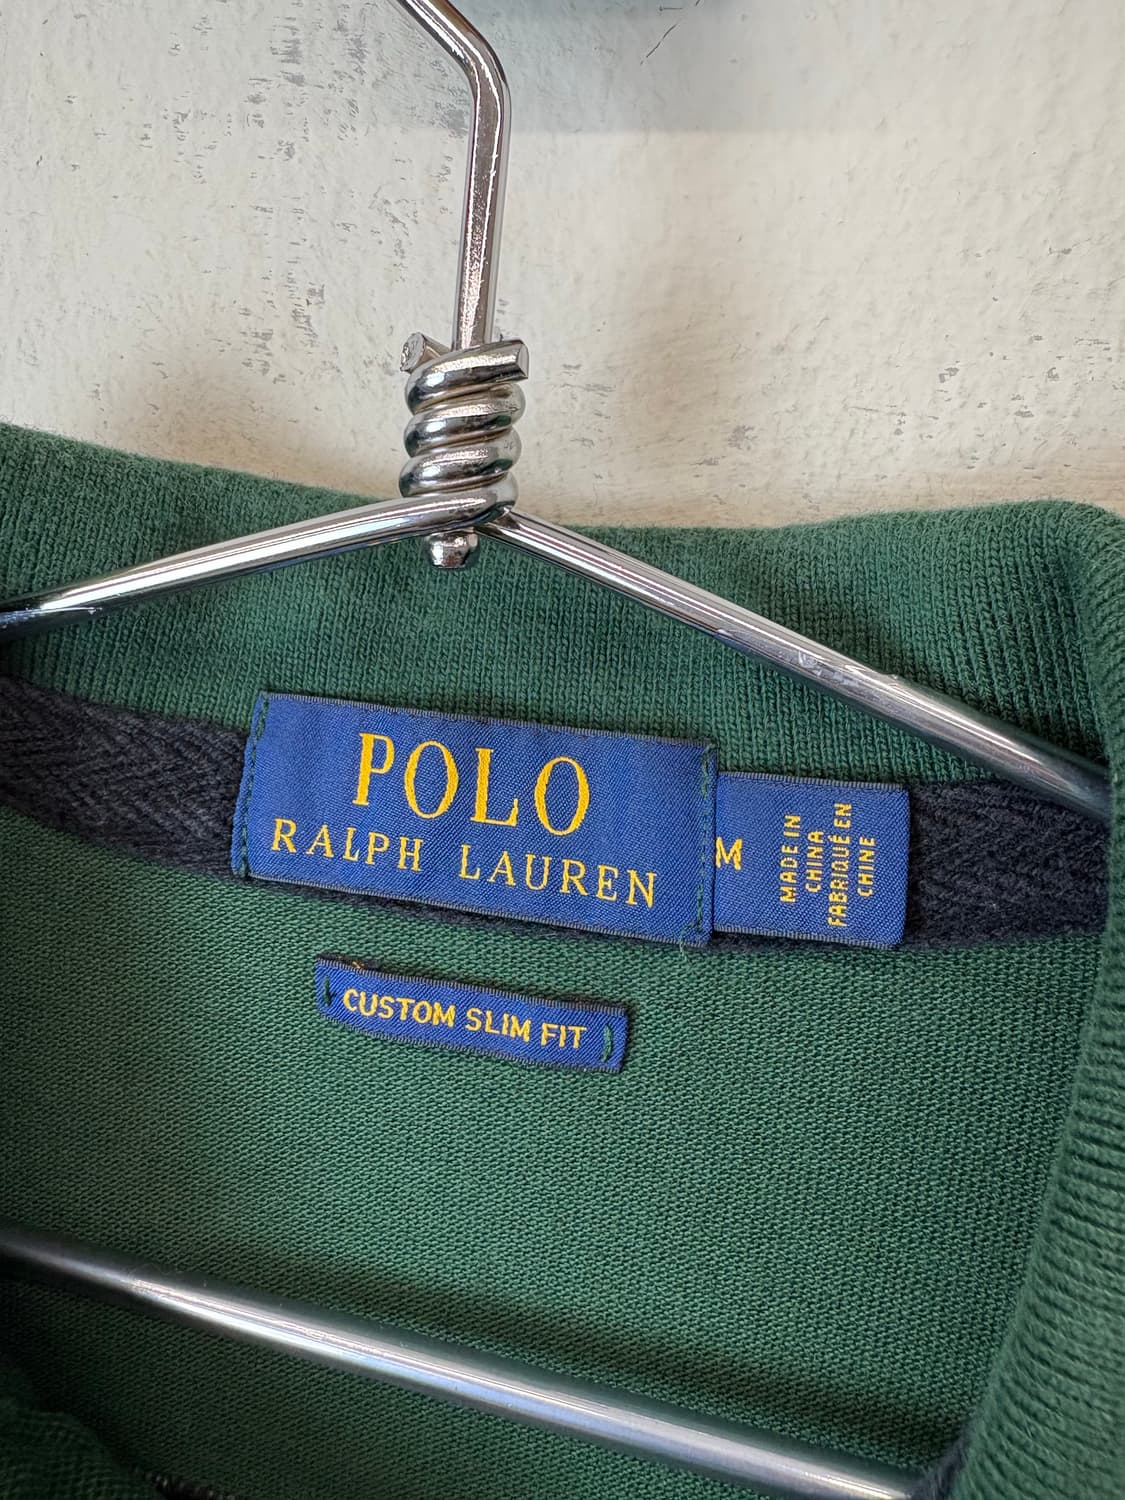 POLO
RALPH LAUREN
M
MADE IN
CHINA
FABRIQUÉ EN
CHINE
CUSTOM SLIM FIT